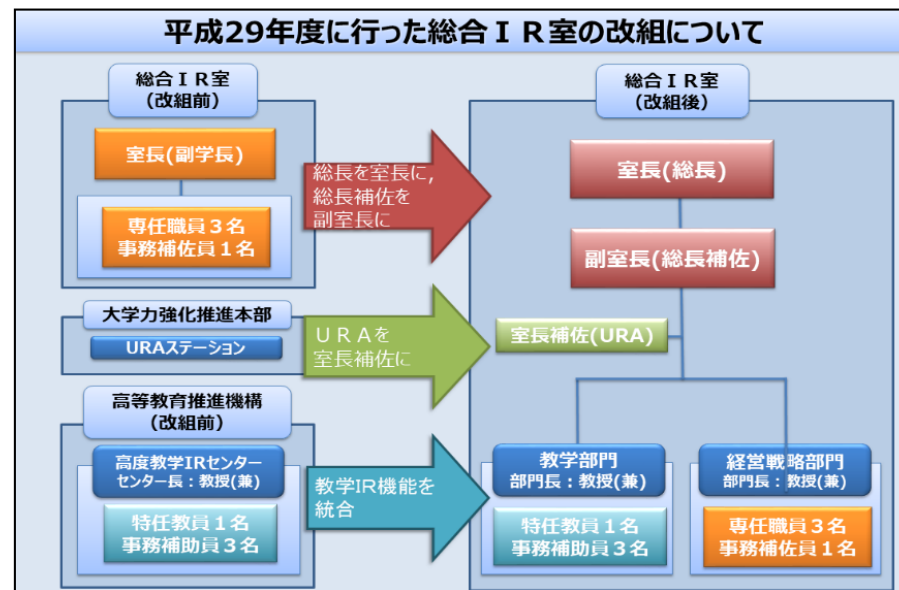 平成29年度に行った総合ＩＲ室の改組について
総合ＩＲ室
(改組前)
室長(副学長)
専任職員３名
事務補佐員１名
総長を室長に,
総長補佐を
副室長に
大学力強化推進本部
URAステーション
ＵＲＡを
室長補佐に
高等教育推進機構
(改組前)
高度教学IRセンター
センター長：教授(兼)
特任教員１名
事務補助員３名
教学IR機能を
統合
総合ＩＲ室
(改組後)
室長(総長)
副室長(総長補佐)
室長補佐(URA)
教学部門
部門長：教授(兼)
特任教員１名
事務補助員３名
経営戦略部門
部門長：教授(兼)
専任職員３名
事務補佐員１名